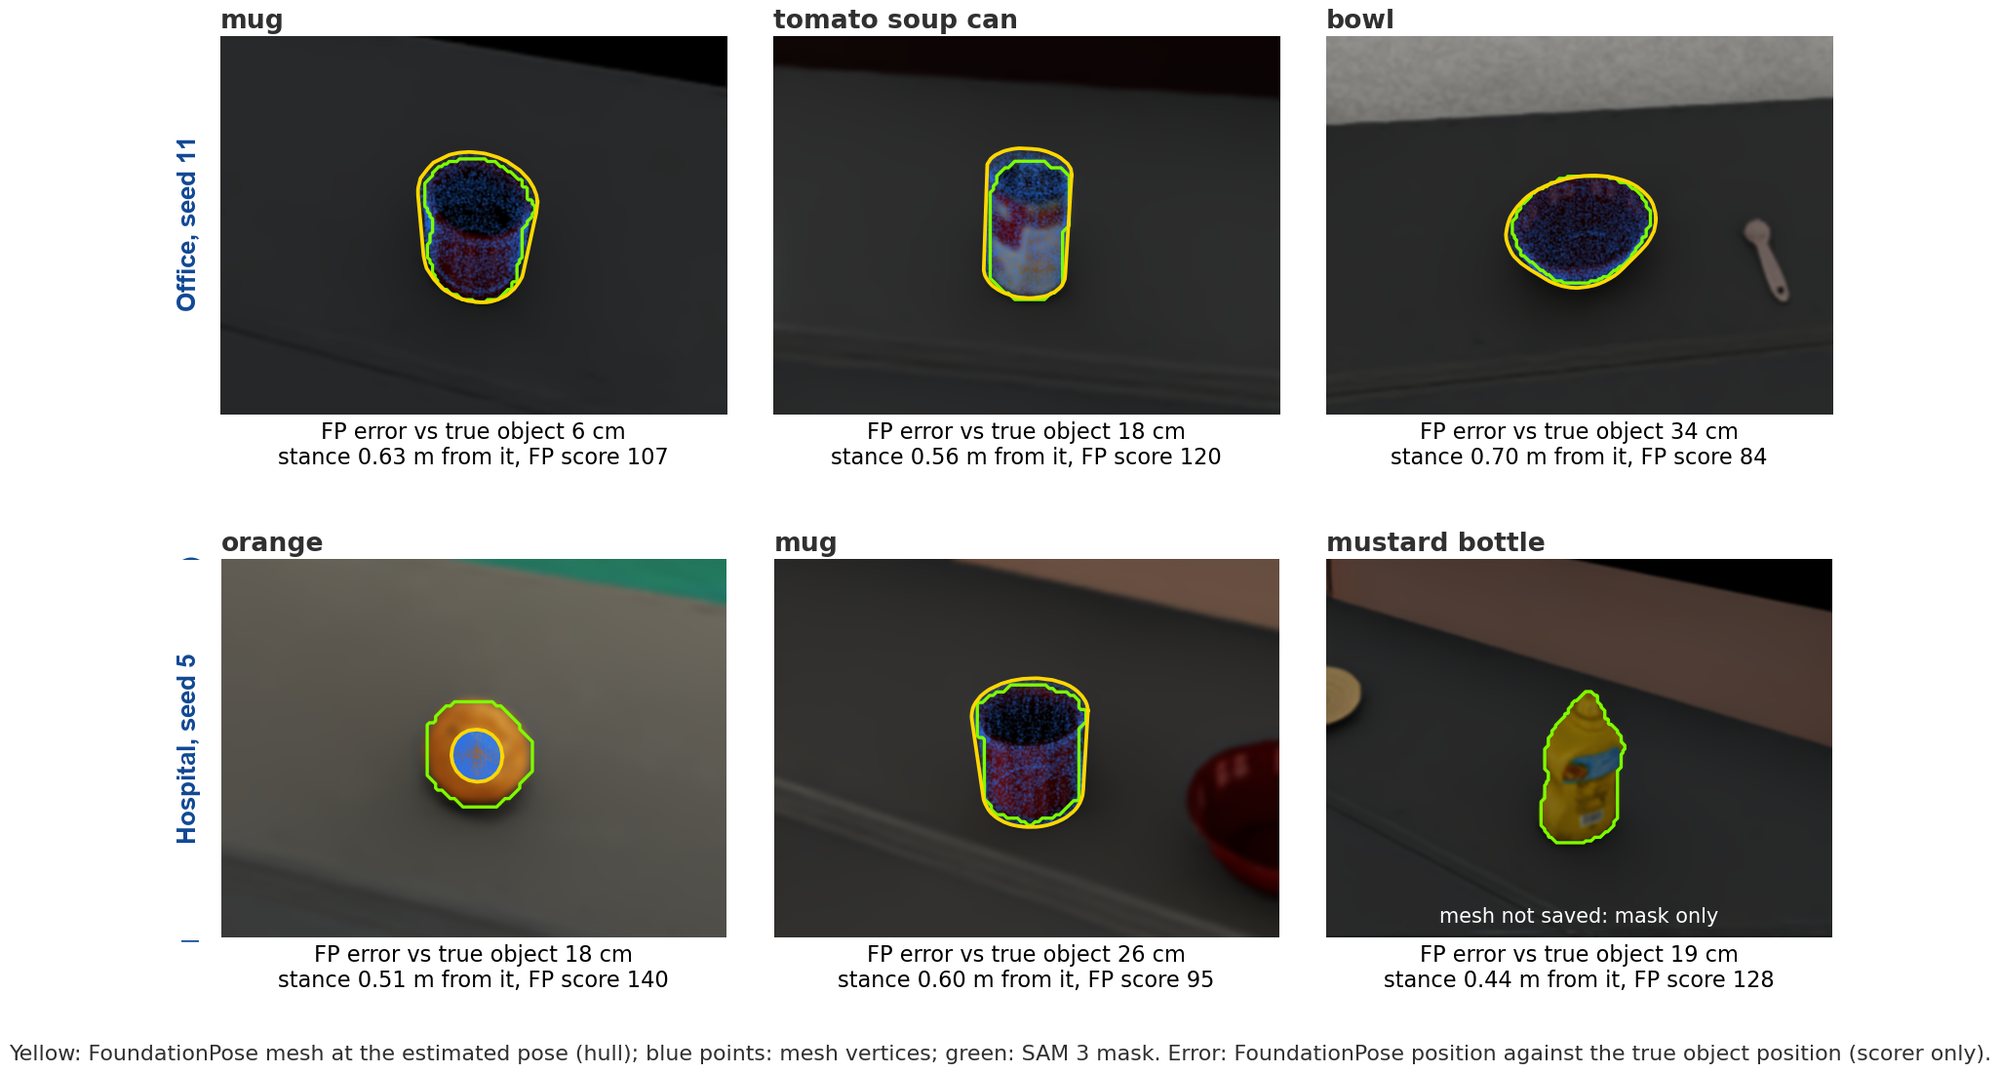 mug
tomato soup can
bowl
Office, seed 11
FP error vs true object 6 cm
stance 0.63 m from it, FP score 107
FP error vs true object 18 cm
stance 0.56 m from it, FP score 120
FP error vs true object 34 cm
stance 0.70 m from it, FP score 84
orange
mug
mustard bottle
Hospital, seed 5
mesh not saved: mask only
FP error vs true object 18 cm
stance 0.51 m from it, FP score 140
FP error vs true object 26 cm
stance 0.60 m from it, FP score 95
FP error vs true object 19 cm
stance 0.44 m from it, FP score 128
Yellow: FoundationPose mesh at the estimated pose (hull); blue points: mesh vertices; green: SAM 3 mask. Error: FoundationPose position against the true object position (scorer only).